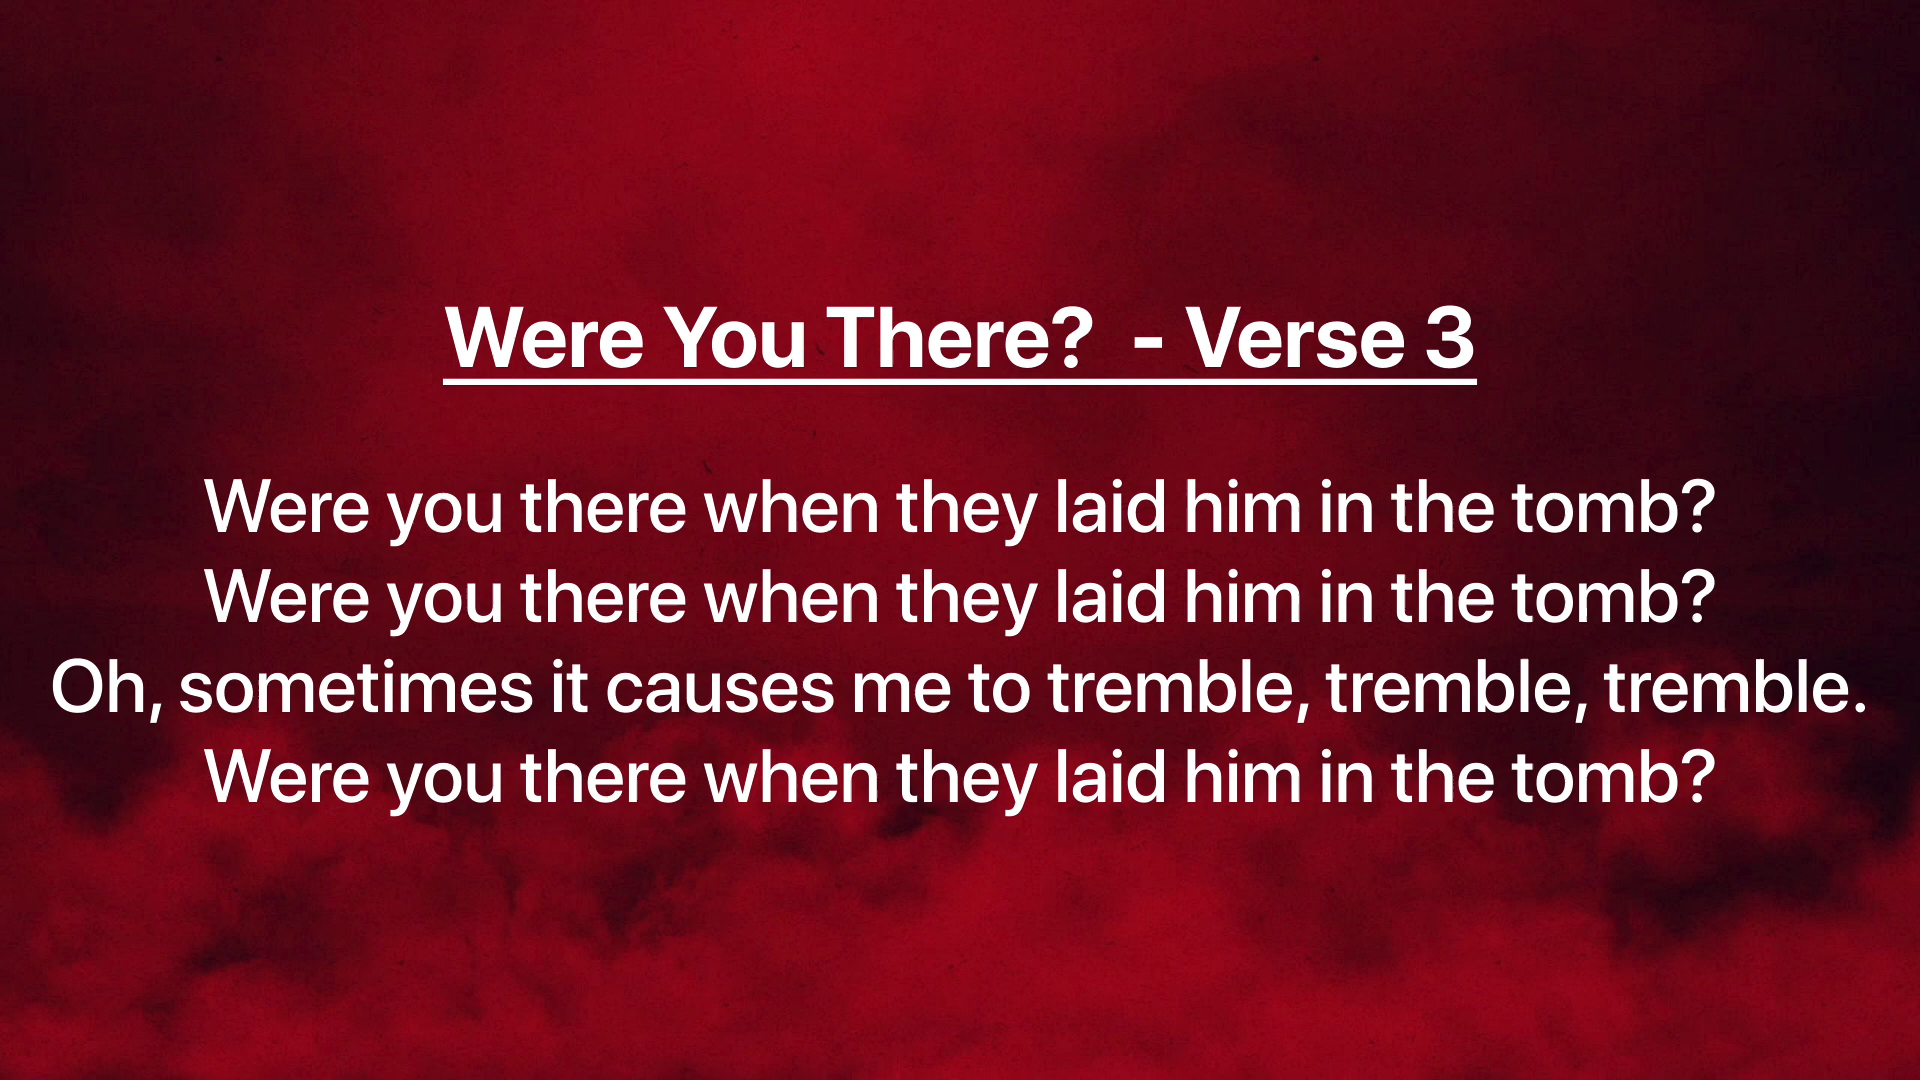 Were You There?  - Verse 3
Were you there when they laid him in the tomb?
Were you there when they laid him in the tomb?
Oh, sometimes it causes me to tremble, tremble, tremble.
Were you there when they laid him in the tomb?